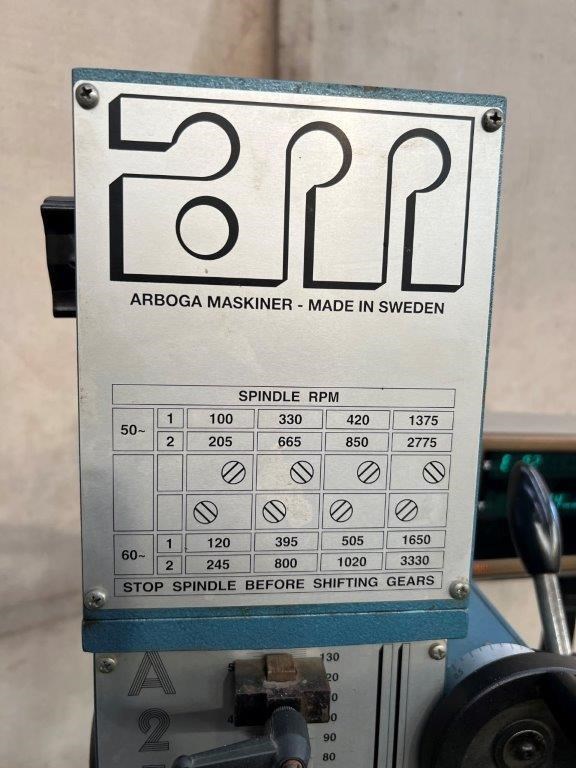 am
ARBOGA MASKINER - MADE IN SWEDEN
SPINDLE RPM
50~ 1 100 330 420 1375
2 205 665 850 2775
60~ 1 120 395 505 1650
2 245 800 1020 3330
STOP SPINDLE BEFORE SHIFTING GEARS
130
A 2
90
80